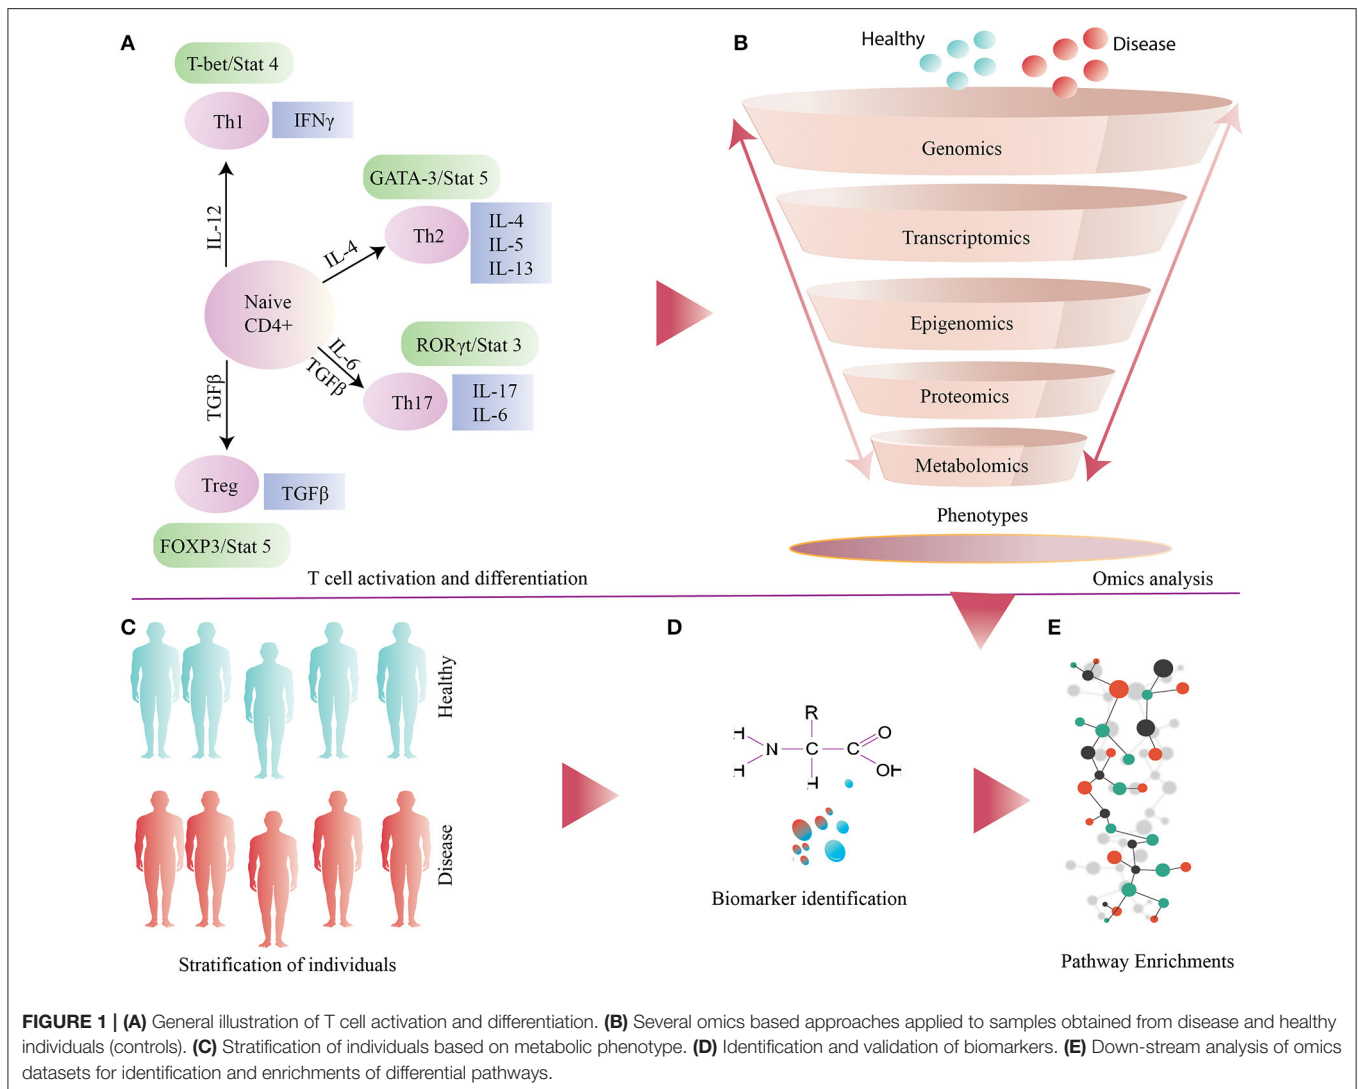 A
T-bet/Stat 4
Th1
IFNγ
GATA-3/Stat 5
Th2
IL-4
IL-5
IL-13
IL-12
IL-4
Naive
CD4+
IL-6
TGFβ
RORγt/Stat 3
Th17
IL-17
IL-6
TGFβ
Treg
TGFβ
FOXP3/Stat 5
T cell activation and differentiation
B
Healthy
Disease
Genomics
Transcriptomics
Epigenomics
Proteomics
Metabolomics
Phenotypes
Omics analysis
C
Healthy
Disease
Stratification of individuals
D
R
H
N
C
C
O
H
H
OH
Biomarker identification
E
Pathway Enrichments
FIGURE 1 | (A) General illustration of T cell activation and differentiation. (B) Several omics based approaches applied to samples obtained from disease and healthy
individuals (controls). (C) Stratification of individuals based on metabolic phenotype. (D) Identification and validation of biomarkers. (E) Down-stream analysis of omics
datasets for identification and enrichments of differential pathways.